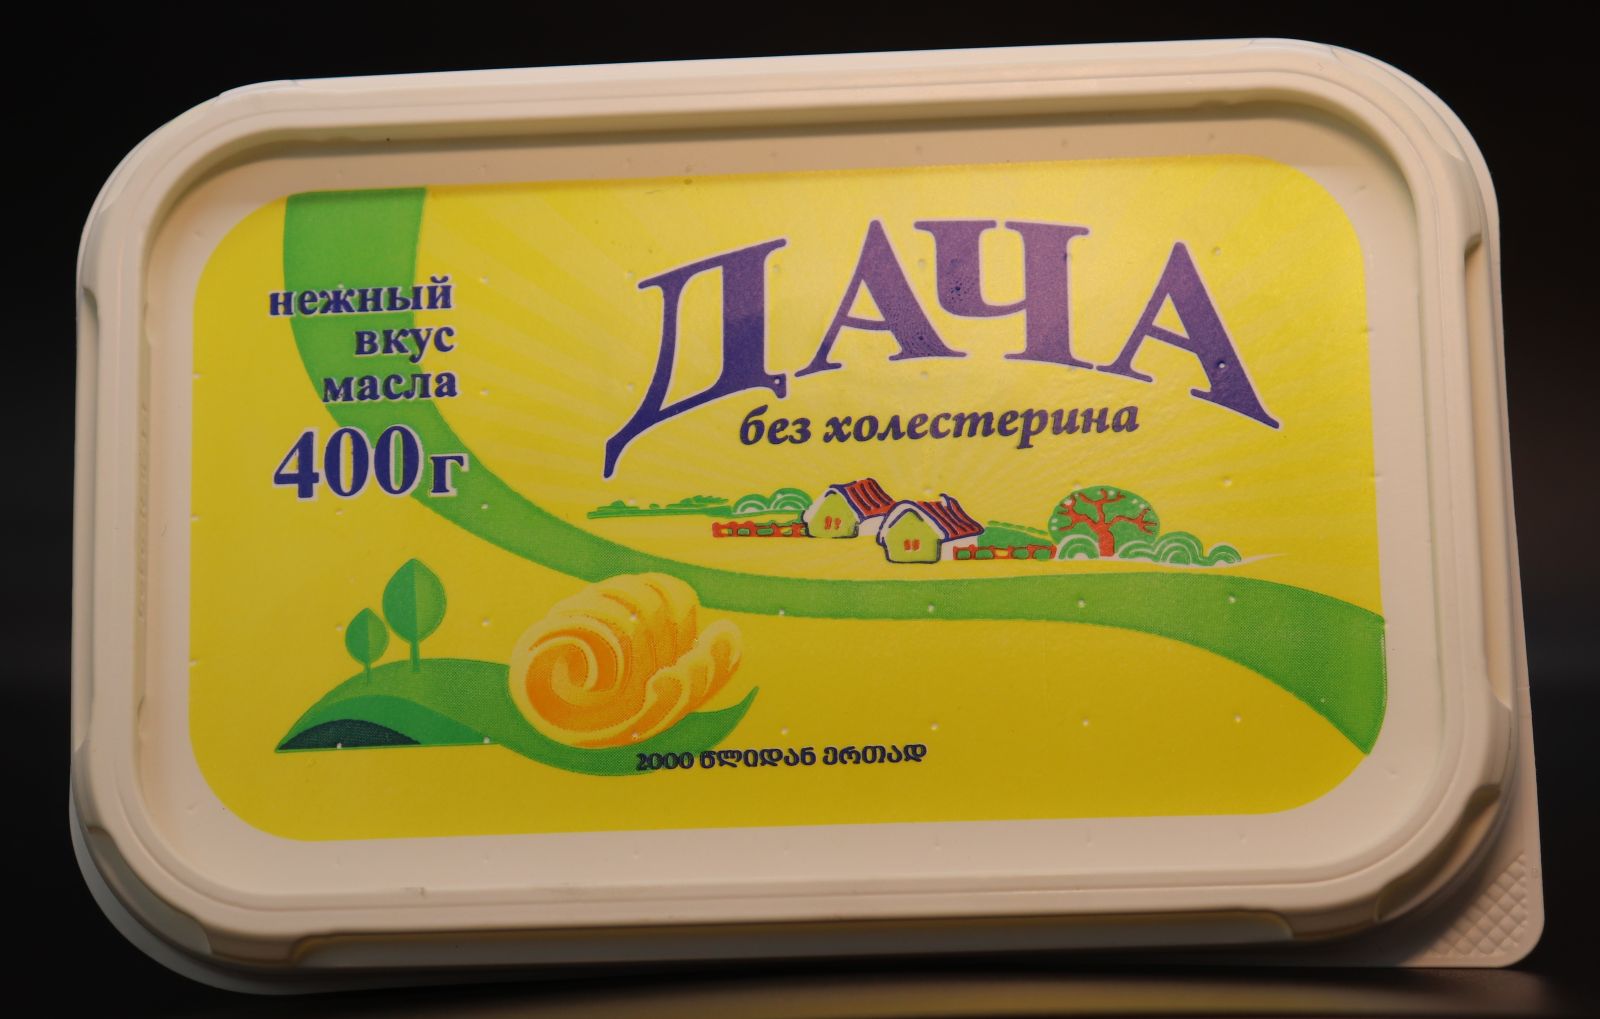 нежный
вкус
масла
400г
ДАЧА
без холестерина
2000 წლიდან ერთად